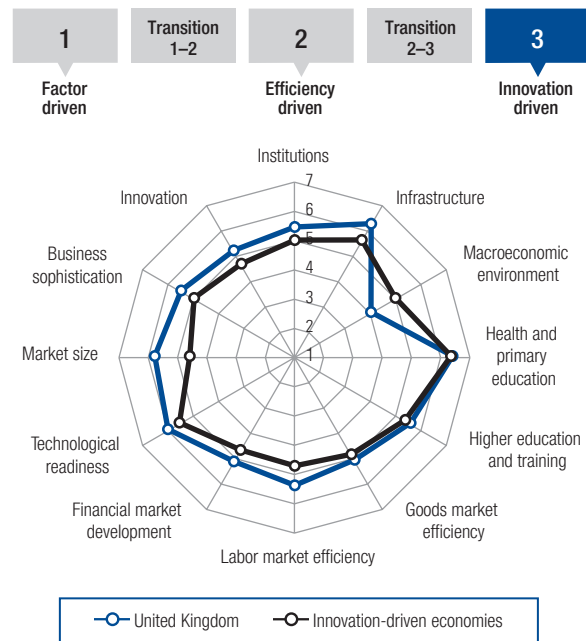 1
Transition
1–2
2
Transition
2–3
3
Factor
driven
Efficiency
driven
Innovation
driven
Institutions
7
Innovation
Infrastructure
6
5
Business
sophistication
Macroeconomic
environment
4
3
2
Market size
1
Health and
primary
education
Technological
readiness
Higher education
and training
Financial market
development
Goods market
efficiency
Labor market efficiency
United Kingdom
Innovation-driven economies